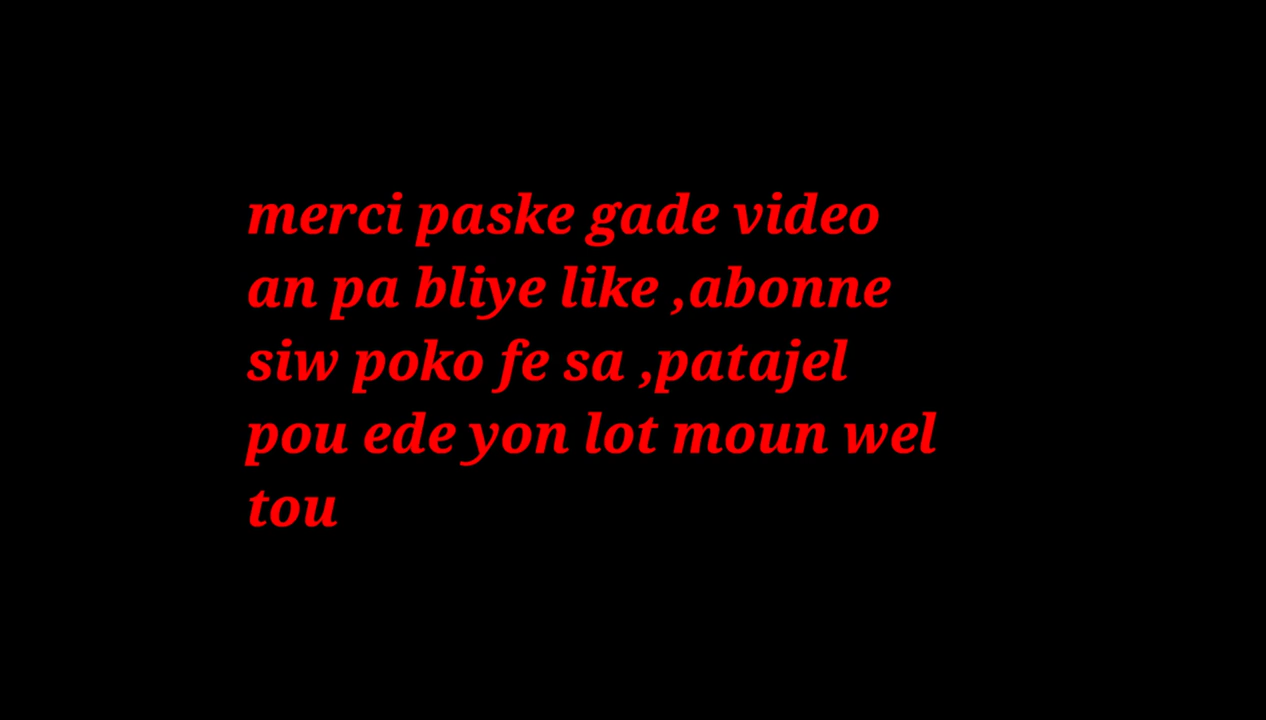 merci paske gade video
an pa bliye like ,abonne
siw poko fe sa ,patajel
pou ede yon lot moun wel
tou